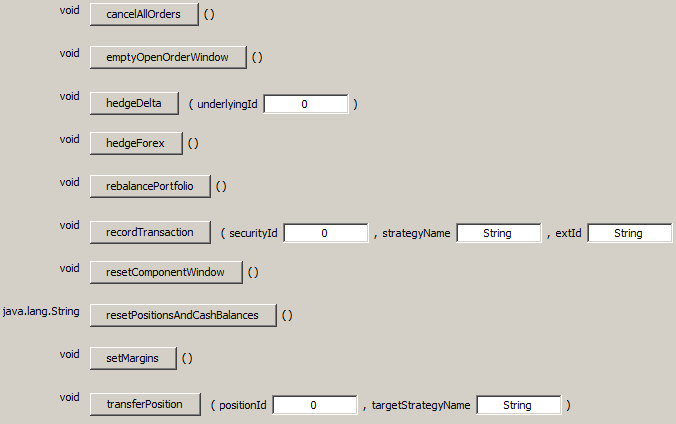 void cancelAllOrders ()
void emptyOpenOrderWindow ()
void hedgeDelta ( underlyingId 0 )
void hedgeForex ()
void rebalancePortfolio ()
void recordTransaction ( securityId 0 , strategyName String , extId String
void resetComponentWindow ()
java.lang.String resetPositionsAndCashBalances ()
void setMargins ()
void transferPosition ( positionId 0 , targetStrategyName String )